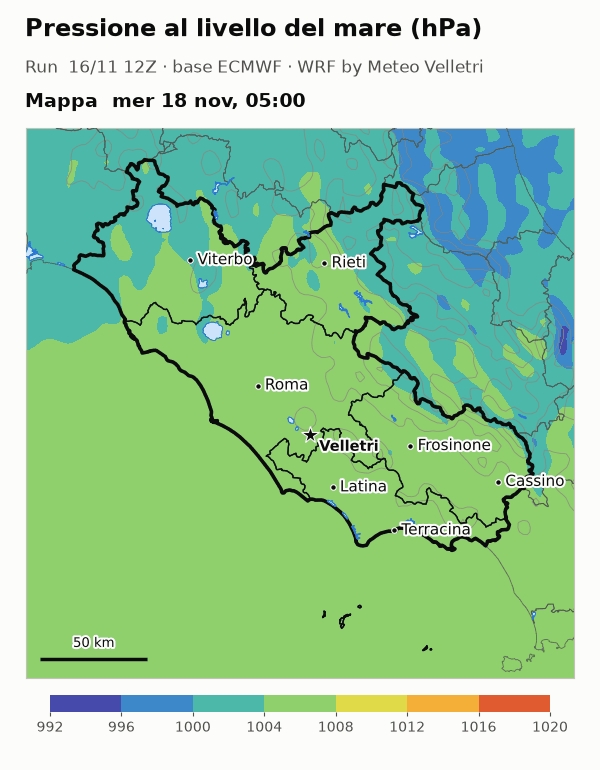 Pressione al livello del mare (hPa)
Run  16/11 12Z · base ECMWF · WRF by Meteo Velletri
Mappa  mer 18 nov, 05:00
Viterbo
Rieti
Roma
Velletri
Frosinone
Cassino
Latina
Terracina
50 km
992 996 1000 1004 1008 1012 1016 1020